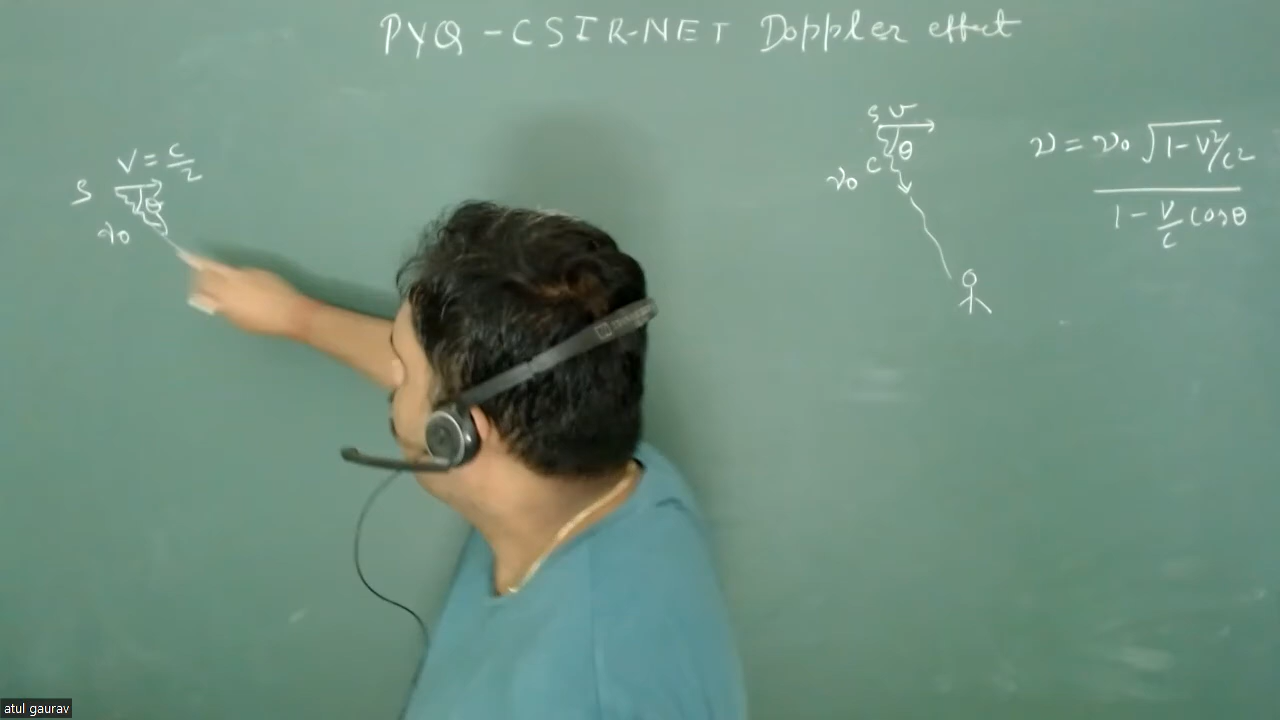 PYQ - CSIR-NET Doppler effect
V = c/2
S
θ
ν₀
S v
θ
c
ν₀
ν = ν₀ √(1 - v²/c²)
1 - v/c cosθ
atul gaurav